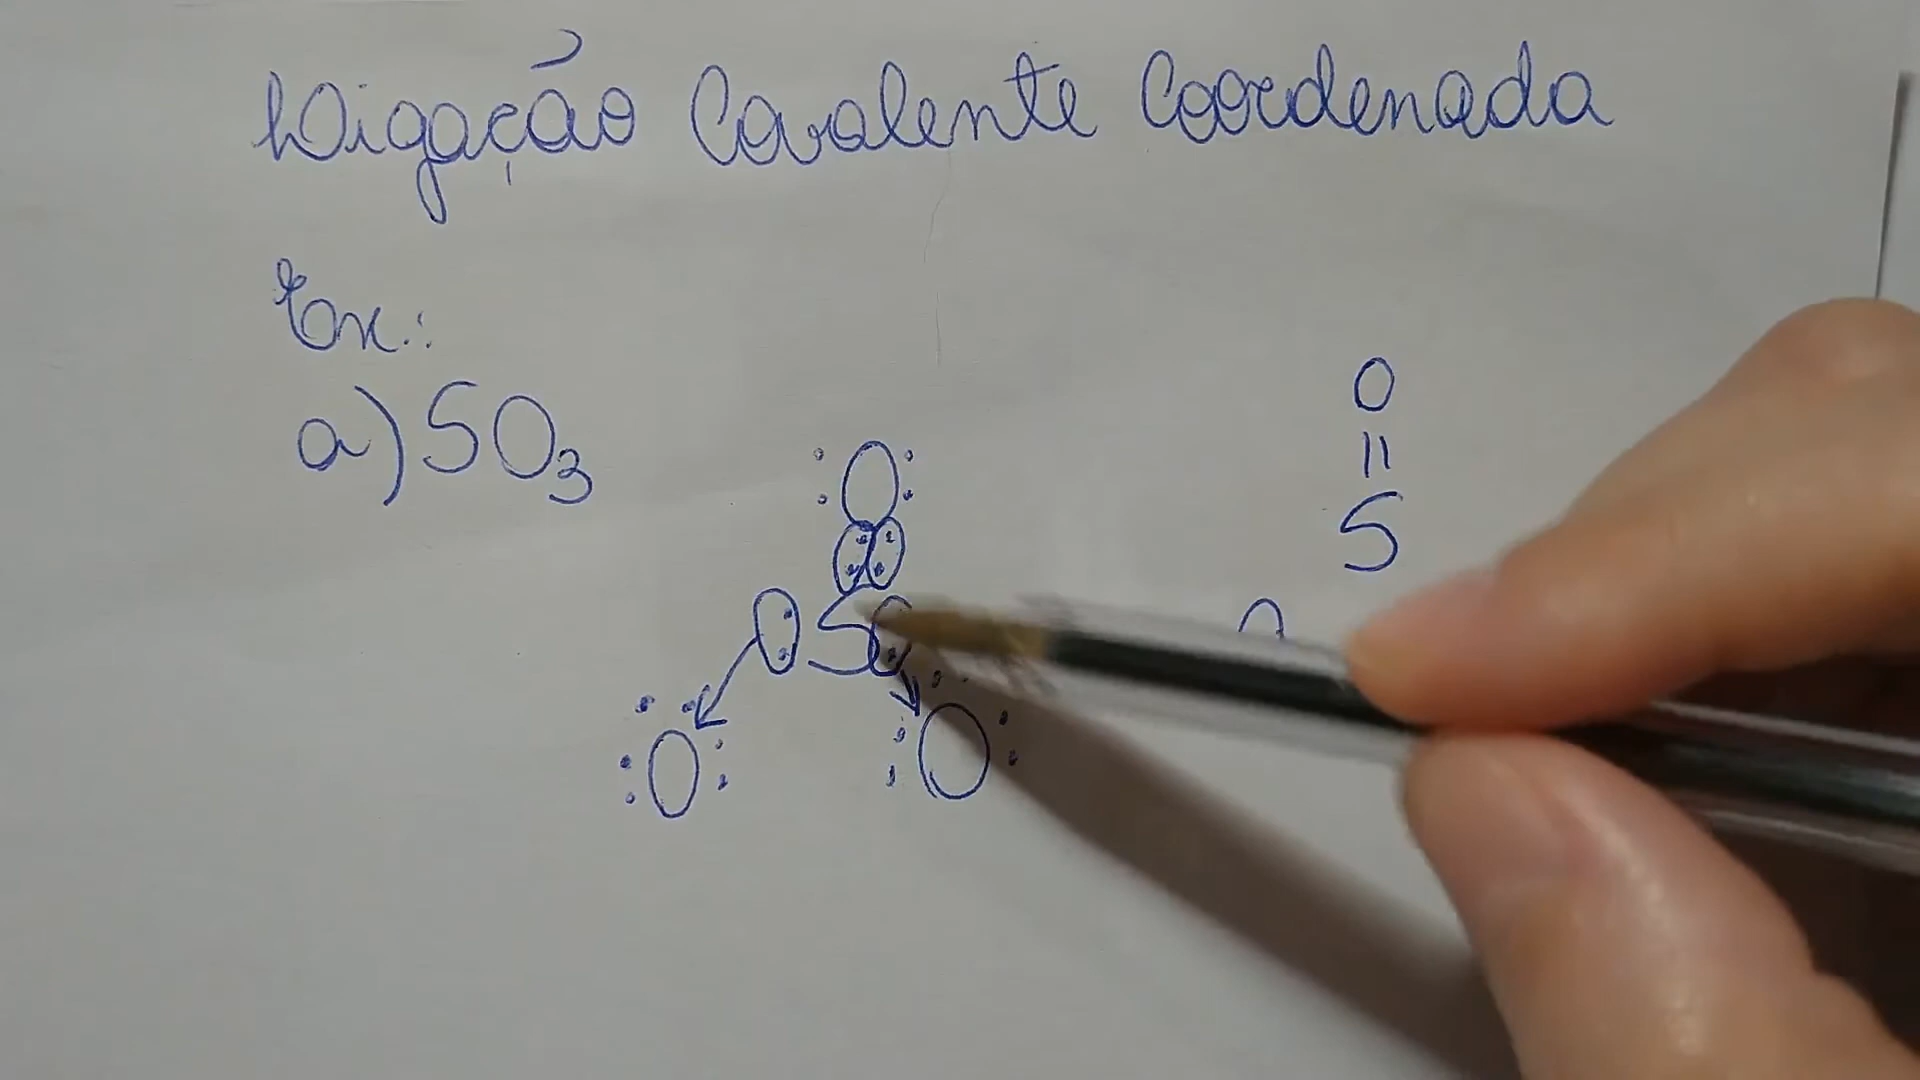 Ligação Covalente Coordenada
Ex.:
a) SO₃
O
S
O
O
O
=
S
O